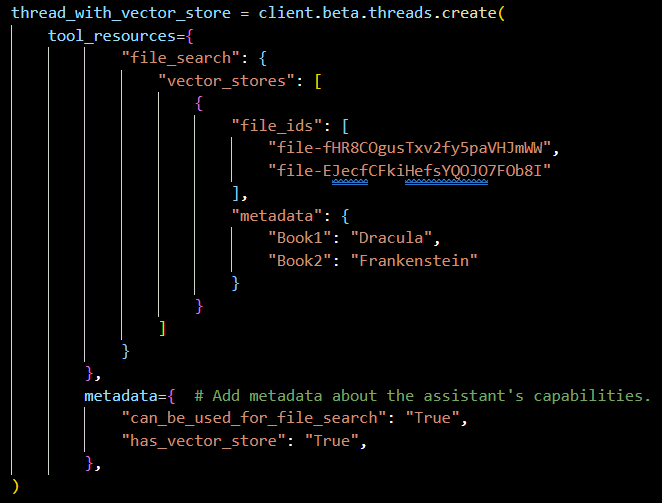 thread_with_vector_store = client.beta.threads.create(
    tool_resources={
            "file_search": {
                "vector_stores": [
                    {
                        "file_ids": [
                            "file-fHR8COgusTxv2fy5paVHJmWW",
                            "file-EJecfCFkiHefsYQOJO7FOb8I"
                        ],
                        "metadata": {
                            "Book1": "Dracula",
                            "Book2": "Frankenstein"
                        }
                    }
                ]
            }
        },
        metadata={  # Add metadata about the assistant's capabilities.
            "can_be_used_for_file_search": "True",
            "has_vector_store": "True",
        },
)